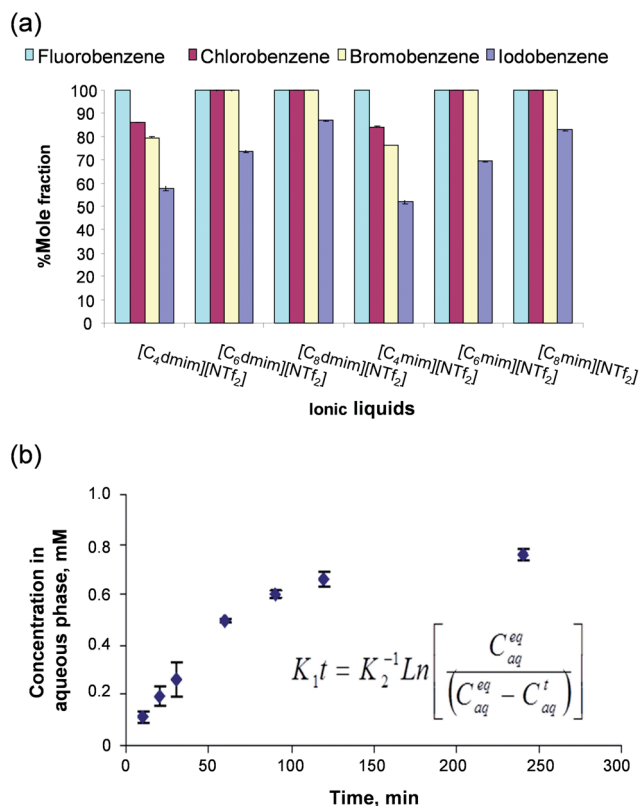 (a)
Fluorobenzene Chlorobenzene Bromobenzene Iodobenzene
100
90
80
70
60
50
40
30
20
10
0
%Mole fraction
[C₄dmim][NTf₂] [C₆dmim][NTf₂] [C₈dmim][NTf₂] [C₄mim][NTf₂] [C₆mim][NTf₂] [C₈mim][NTf₂]
Ionic liquids
(b)
1.0
0.8
0.6
0.4
0.2
0
Concentration in
aqueous phase, mM
K₁t = K₂⁻¹Ln[C_aq^eq / (C_aq^eq − C_aq^t)]
0 50 100 150 200 250 300
Time, min